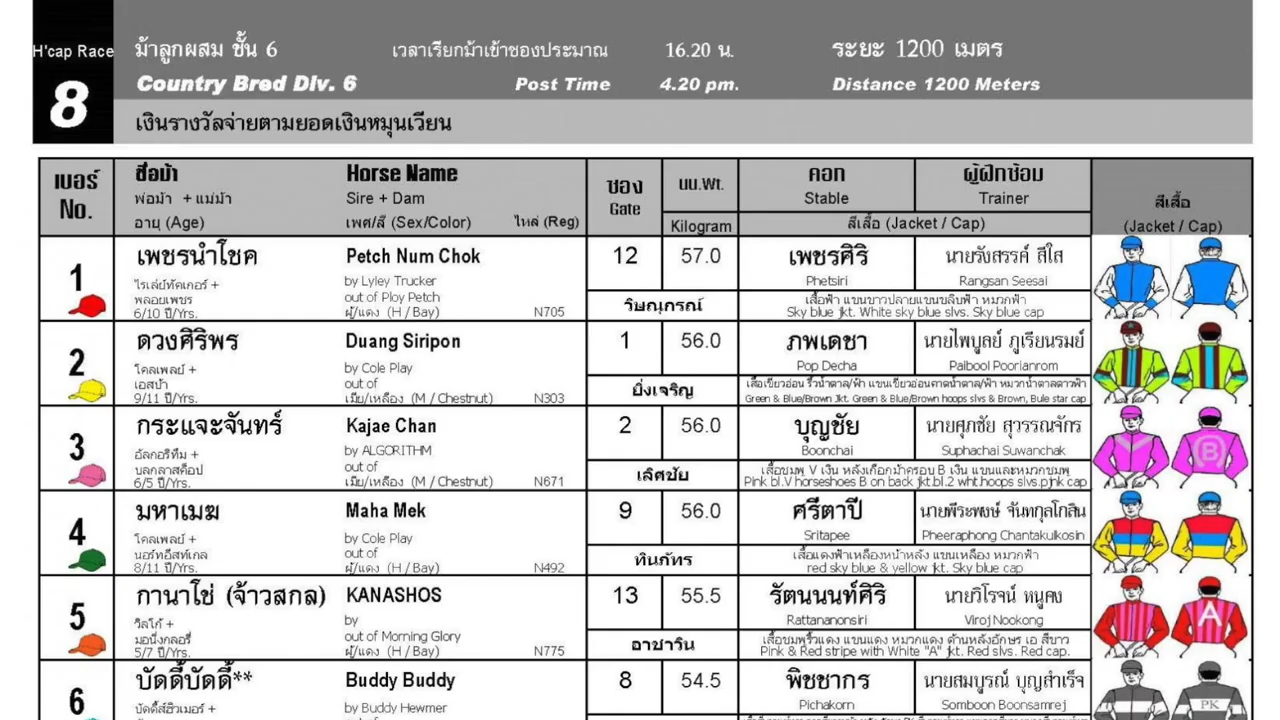 H'cap Race ม้าลูกผสม ชั้น 6 เวลาเรียกม้าเข้าซองประมาณ 16.20 น. ระยะ 1200 เมตร
8 Country Bred Div. 6 Post Time 4.20 pm. Distance 1200 Meters
เงินรางวัลจ่ายตามยอดเงินหมุนเวียน
เบอร์ ชื่อม้า Horse Name ซอง นน.Wt. คอก ผู้ฝึกซ้อม สีเสื้อ
No. พ่อม้า + แม่ม้า Sire + Dam Gate Stable Trainer
อายุ (Age) เพศ/สี (Sex/Color) ไหล่ (Reg) Kilogram สีเสื้อ (Jacket / Cap) (Jacket / Cap)
1 เพชรนำโชค Petch Num Chok 12 57.0 เพชรศิริ นายรังสรรค์ สีใส
ไรเล่ย์ทัคเกอร์ + by Lyley Trucker Phetsiri Rangsan Seesai
พลอยเพชร out of Ploy Petch วิษณุกรณ์ เสื้อฟ้า แขนขาวปลายแขนขลิบฟ้า หมวกฟ้า
6/10 ปี/Yrs. ผู้/แดง (H / Bay) N705 Sky blue jkt. White sky blue slvs. Sky blue cap
2 ดวงศิริพร Duang Siripon 1 56.0 ภพเดชา นายไพบูลย์ ภูเรียนรมย์
โคลเพลย์ + by Cole Play Pop Decha Paibool Poorianrom
เอสน้า out of ยิ่งเจริญ เสื้อเขียวอ่อน ริ้วน้ำตาล/ฟ้า แขนเขียวอ่อนคาดน้ำตาล/ฟ้า หมวกน้ำตาลดาวฟ้า
9/11 ปี/Yrs. เมีย/เหลือง (M / Chestnut) N303 Green & Blue/Brown Jkt. Green & Blue/Brown hoops slvs & Brown, Bule star cap
3 กระแจะจันทร์ Kajae Chan 2 56.0 บุญชัย นายศุภชัย สุวรรณจักร
อัลกอริทึม + by ALGORITHM Boonchai Suphachai Suwanchak
บลูกลาสค็อป out of เลิศชัย เสื้อชมพู V เงิน หลังเกือกม้าครอบ B เงิน แขนและหมวกชมพู
6/5 ปี/Yrs. เมีย/เหลือง (M / Chestnut) N671 Pink bl.V horseshoes B on back jkt.bl.2 wht.hoops slvs.pink cap
B
4 มหาเมฆ Maha Mek 9 56.0 ศรีตาปี นายพีระพงษ์ จันทกุลโกสิน
โคลเพลย์ + by Cole Play Sritapee Pheeraphong Chantakulkosin
นอร์ทอีสท์เกล out of ทินภัทร เสื้อแดงฟ้าเหลืองหน้าหลัง แขนเหลือง หมวกฟ้า
8/11 ปี/Yrs. ผู้/แดง (H / Bay) N492 red sky blue & yellow jkt. Sky blue cap
5 กานาโช่ (จ้าวสกล) KANASHOS 13 55.5 รัตนนนท์ศิริ นายวิโรจน์ หนูคง
วิลโก้ + by Rattananonsiri Viroj Nookong
มอนิ่งกลอรี่ out of Morning Glory อาชาวิน เสื้อชมพูริ้วแดง แขนแดง หมวกแดง ด้านหลังอักษร เอ สีขาว
5/7 ปี/Yrs. ผู้/แดง (H / Bay) N775 Pink & Red stripe with White "A" jkt. Red slvs. Red cap.
A
6 บัดดี้บัดดี้** Buddy Buddy 8 54.5 พิชชากร นายสมบูรณ์ บุญสำเร็จ
บัดดี้ส์ฮิวเมอร์ + by Buddy Hewmer Pichakorn Somboon Boonsamrej
PK